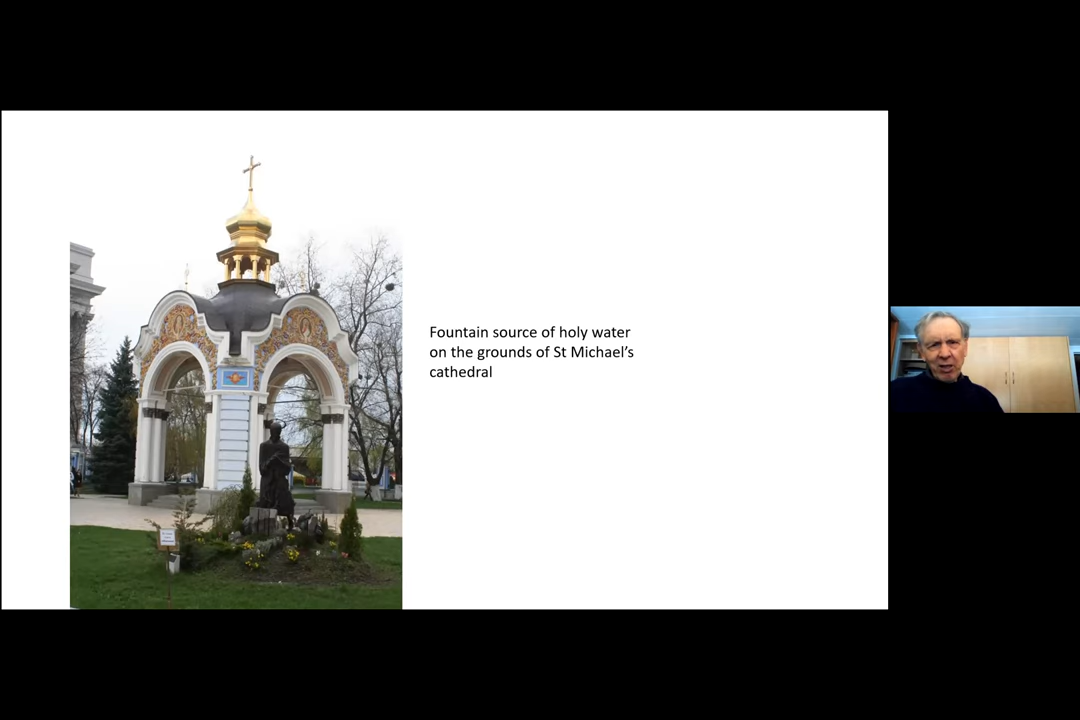 Fountain source of holy water
on the grounds of St Michael’s
cathedral